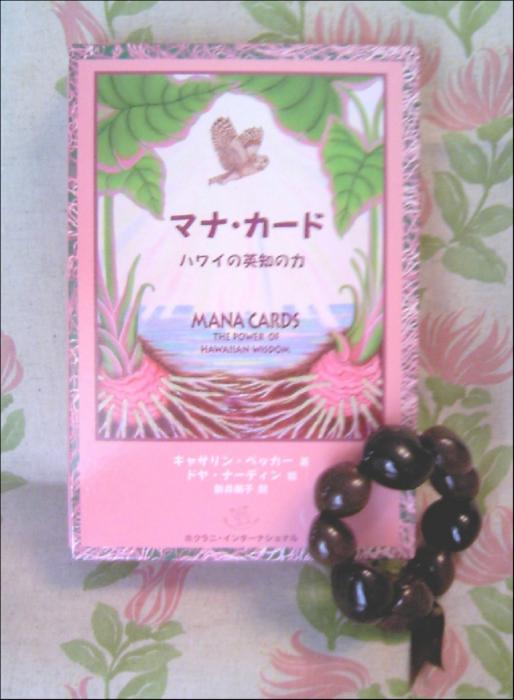 マナ・カード
ハワイの英知の力
MANA CARDS
THE POWER OF
HAWAIIAN WISDOM
キャサリン・ベッカー 著
ドヤ・ナーディン 絵
ホクラニ・インターナショナル